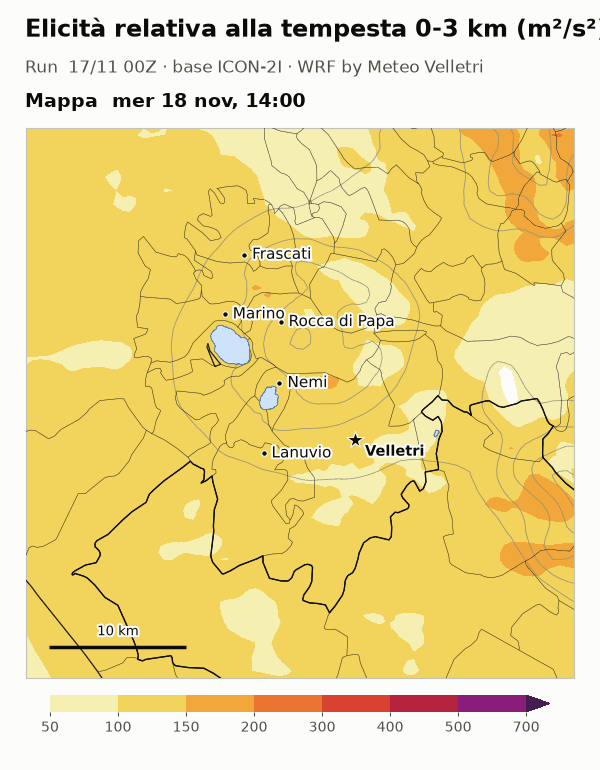 Elicità relativa alla tempesta 0-3 km (m²/s²)
Run 17/11 00Z · base ICON-2I · WRF by Meteo Velletri
Mappa mer 18 nov, 14:00
Frascati
Marino
Rocca di Papa
Nemi
Velletri
Lanuvio
10 km
50 100 150 200 300 400 500 700